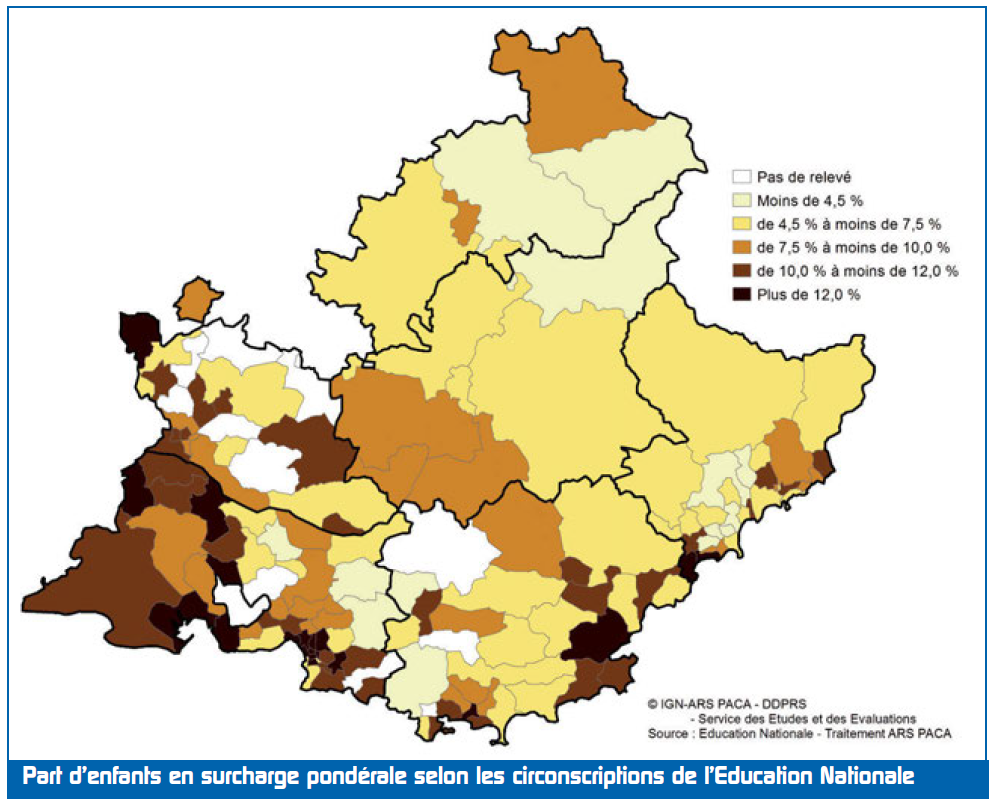 Pas de relevé
Moins de 4,5 %
de 4,5 % à moins de 7,5 %
de 7,5 % à moins de 10,0 %
de 10,0 % à moins de 12,0 %
Plus de 12,0 %
© IGN-ARS PACA - DDPRS
- Service des Etudes et des Evaluations
Source : Education Nationale - Traitement ARS PACA
Part d'enfants en surcharge pondérale selon les circonscriptions de l'Education Nationale